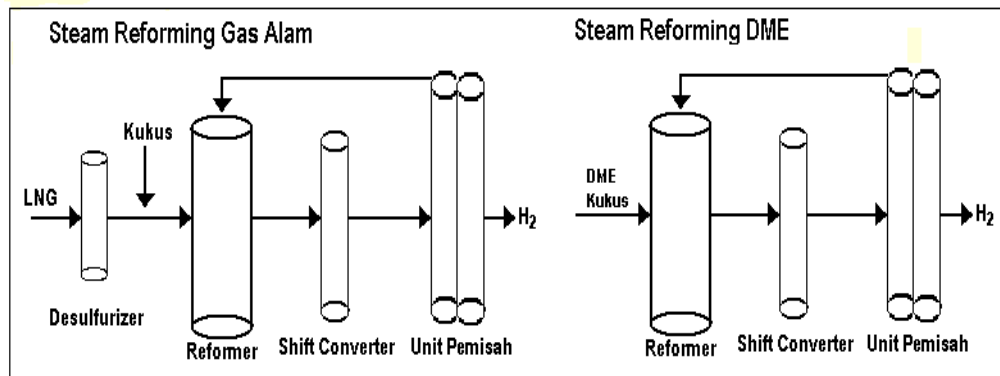 Steam Reforming Gas Alam
Kukus
LNG
H2
Desulfurizer
Reformer
Shift Converter
Unit Pemisah
Steam Reforming DME
DME
Kukus
H2
Reformer
Shift Converter
Unit Pemisah